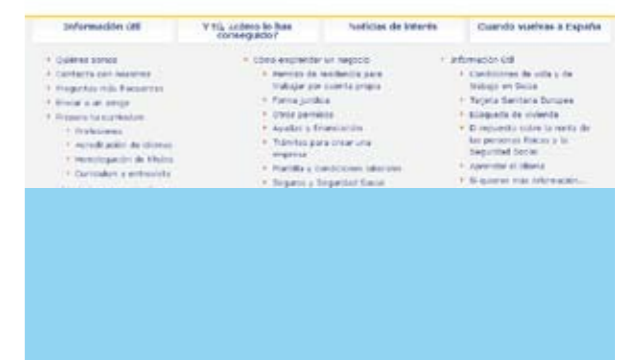 Información útil
Y tú, ¿cómo lo has
conseguido?
Noticias de interés
Cuando vuelvas a España
Quiénes somos
Contacta con nosotros
Preguntas más frecuentes
Enviar a un amigo
Prepara tu curriculum
Profesiones
Acreditación de idiomas
Homologación de títulos
Curriculum y entrevista
Cómo emprender un negocio
Permiso de residencia para
trabajar por cuenta propia
Forma jurídica
Otros permisos
Ayudas y financiación
Trámites para crear una
empresa
Plantilla y condiciones laborales
Seguros y Seguridad Social
Información útil
Condiciones de vida y de
trabajo en Suiza
Tarjeta Sanitaria Europea
Búsqueda de vivienda
El impuesto sobre la renta de
las personas físicas y la
Seguridad Social
Aprender el idioma
Si quieres más información...